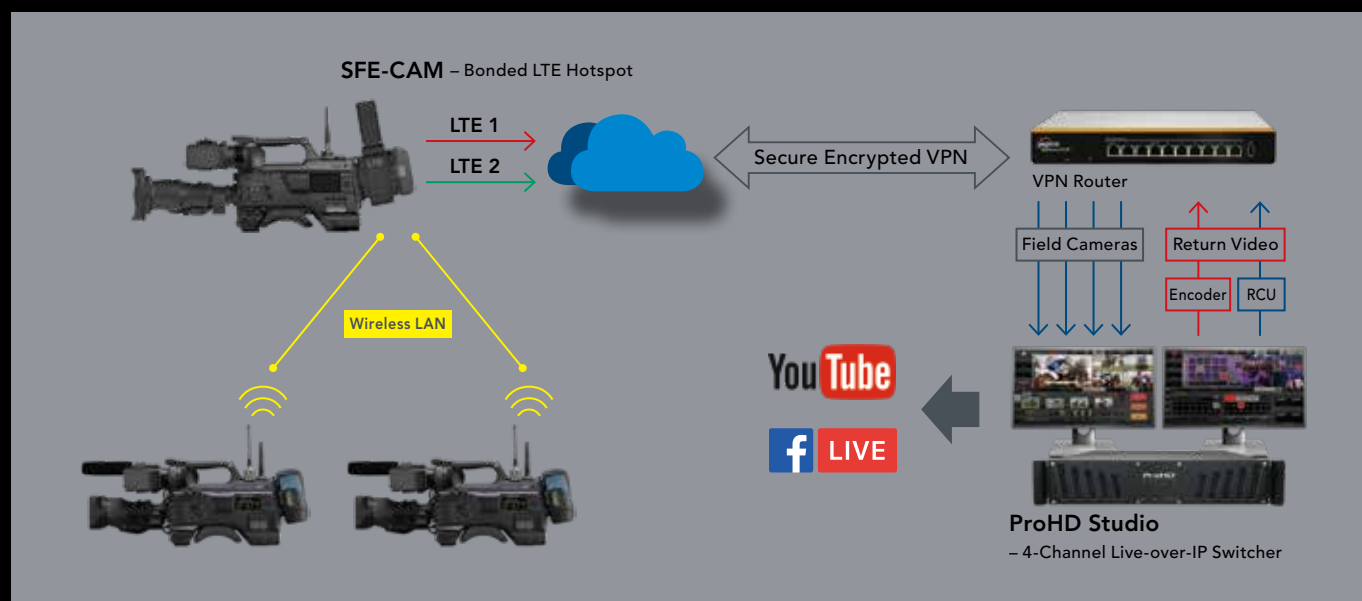 SFE-CAM – Bonded LTE Hotspot
LTE 1
LTE 2
Secure Encrypted VPN
VPN Router
Field Cameras
Return Video
Encoder
RCU
Wireless LAN
YouTube
f LIVE
ProHD
ProHD Studio
– 4-Channel Live-over-IP Switcher